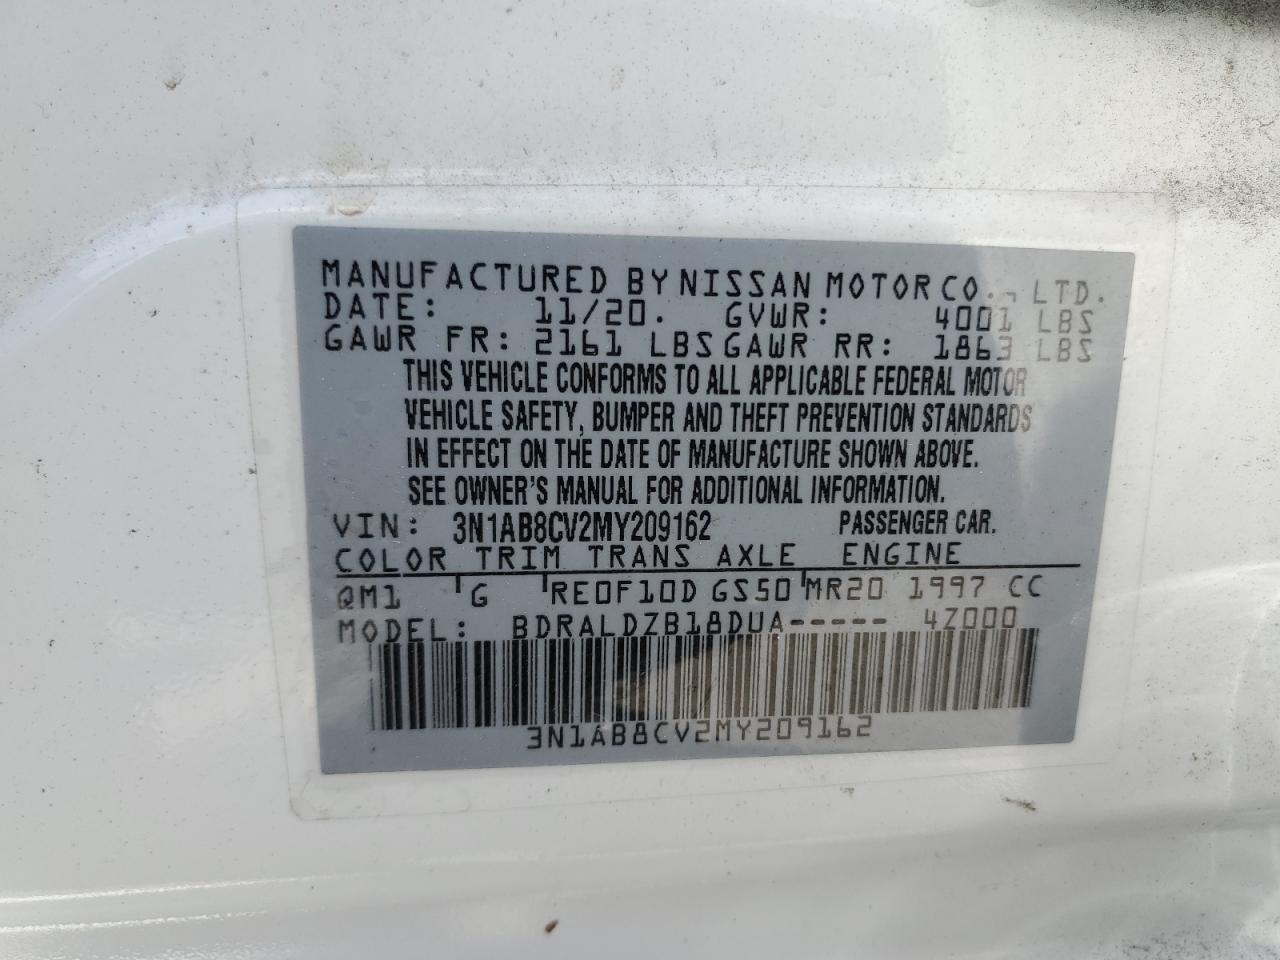 MANUFACTURED BY NISSAN MOTOR CO., LTD.
DATE: 11/20. GVWR: 4001 LBS
GAWR FR: 2161 LBS GAWR RR: 1863 LBS
THIS VEHICLE CONFORMS TO ALL APPLICABLE FEDERAL MOTOR
VEHICLE SAFETY, BUMPER AND THEFT PREVENTION STANDARDS
IN EFFECT ON THE DATE OF MANUFACTURE SHOWN ABOVE.
SEE OWNER'S MANUAL FOR ADDITIONAL INFORMATION.
VIN: 3N1AB8CV2MY209162 PASSENGER CAR.
COLOR TRIM TRANS AXLE ENGINE
QM1 G RE0F10D GS50 MR20 1997 CC
MODEL: BDRALDZB18DUA----- 4Z000
3N1AB8CV2MY209162